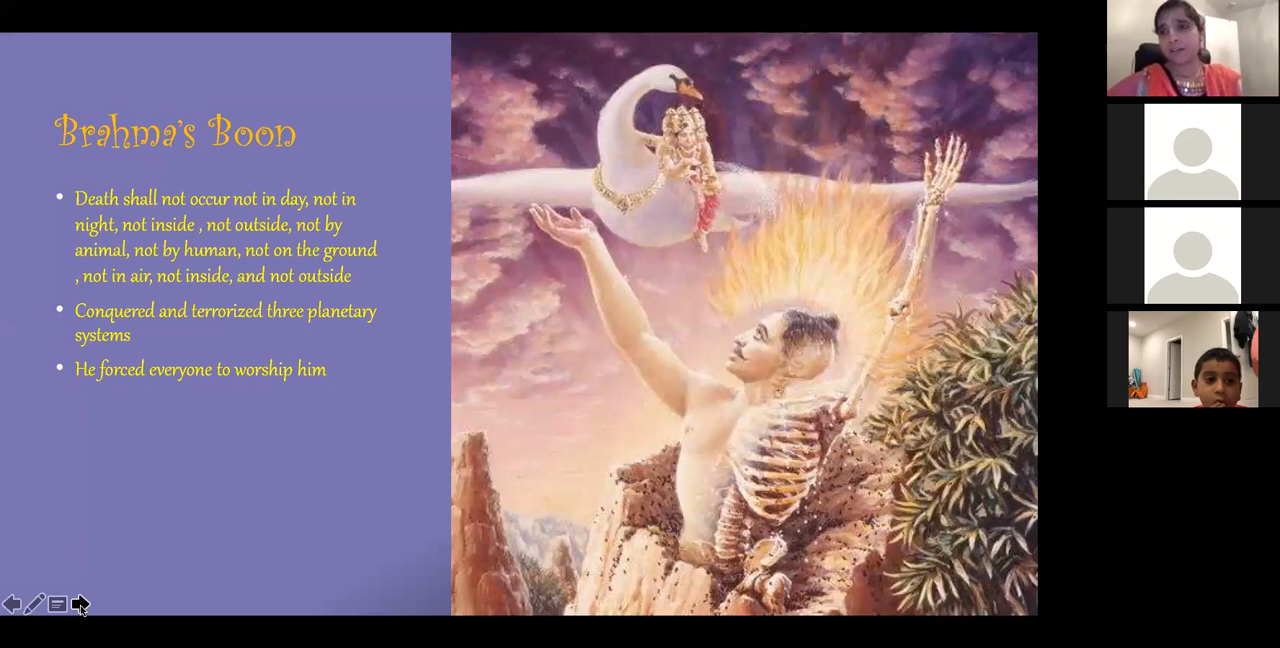 Brahma's Boon
• Death shall not occur not in day, not in
night, not inside , not outside, not by
animal, not by human, not on the ground
, not in air, not inside, and not outside
• Conquered and terrorized three planetary
systems
• He forced everyone to worship him